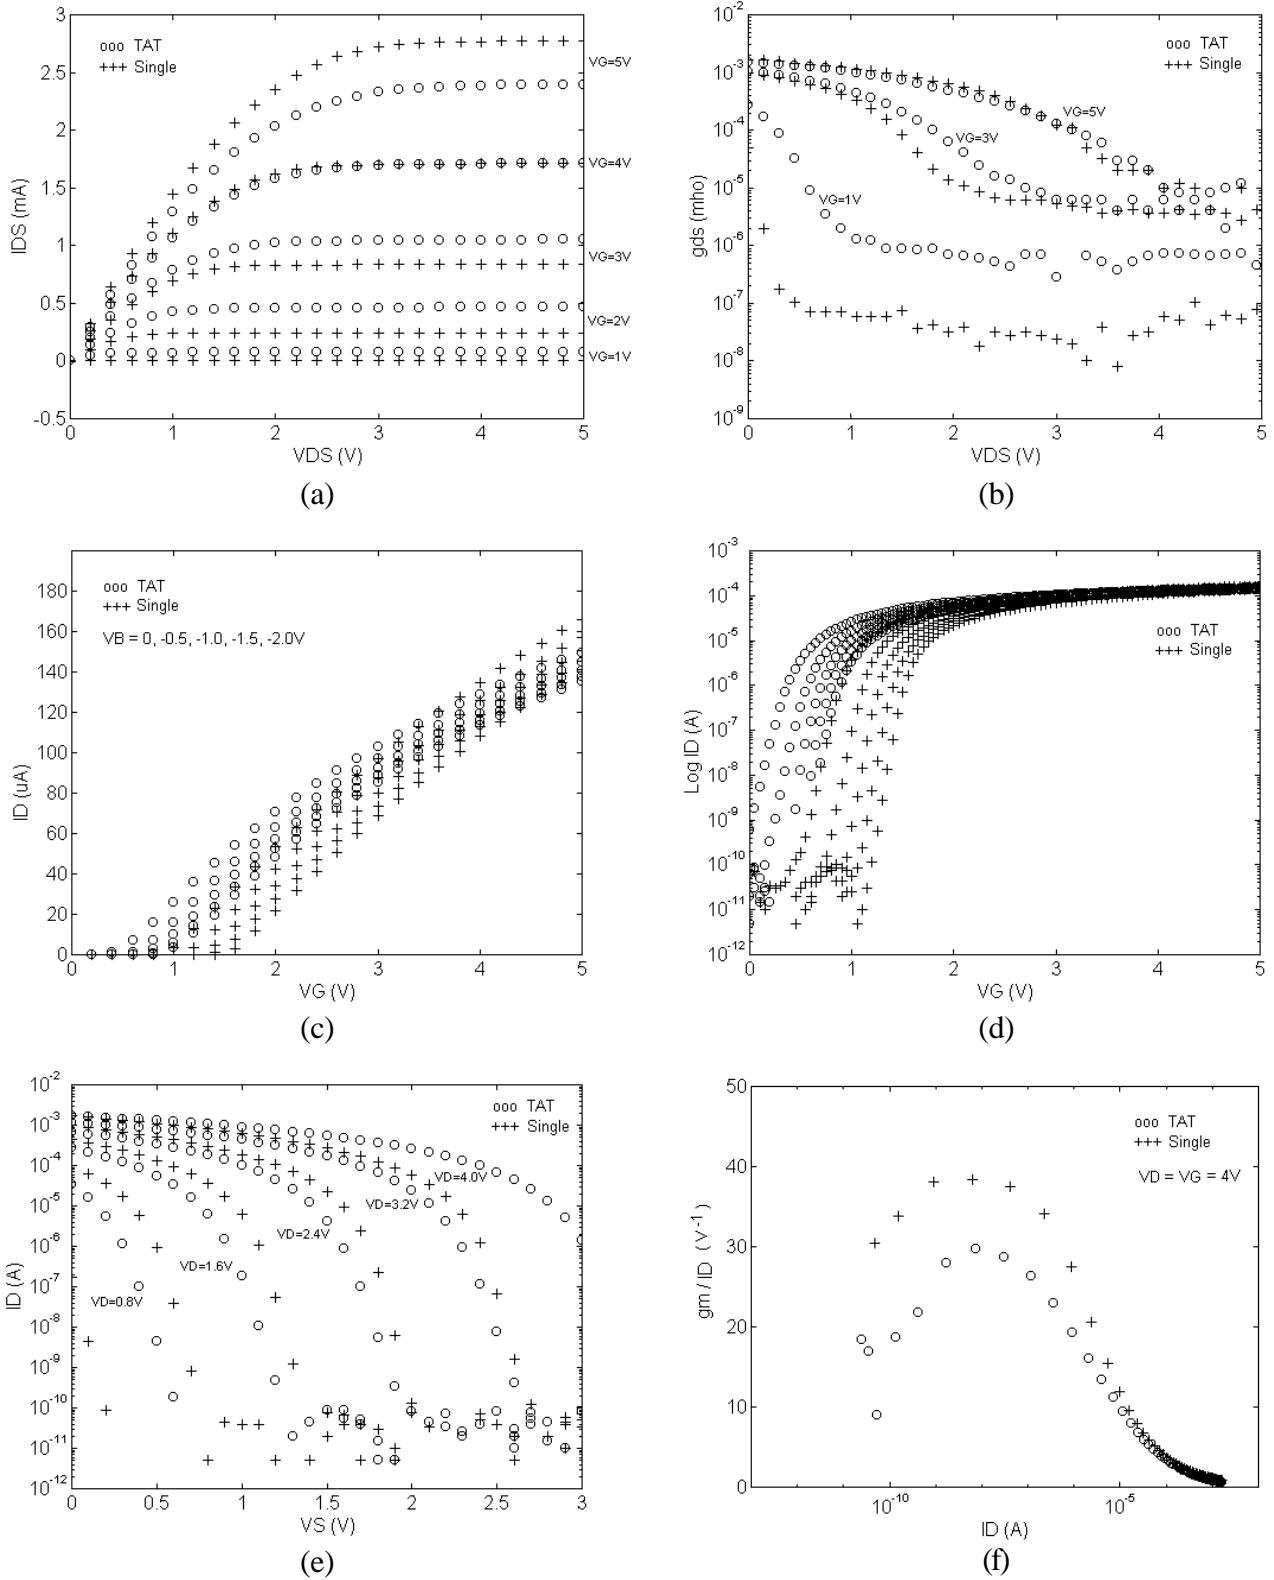 3
2.5
2
1.5
1
0.5
0
-0.5
IDS (mA)
ooo TAT
+++ Single
VG=5V
VG=4V
VG=3V
VG=2V
VG=1V
0 1 2 3 4 5
VDS (V)
(a)
10^-2
10^-3
10^-4
10^-5
10^-6
10^-7
10^-8
10^-9
gds (mho)
ooo TAT
+++ Single
VG=5V
VG=3V
VG=1V
0 1 2 3 4 5
VDS (V)
(b)
180
160
140
120
100
80
60
40
20
0
ID (uA)
ooo TAT
+++ Single
VB = 0, -0.5, -1.0, -1.5, -2.0V
0 1 2 3 4 5
VG (V)
(c)
10^-3
10^-4
10^-5
10^-6
10^-7
10^-8
10^-9
10^-10
10^-11
10^-12
Log ID (A)
ooo TAT
+++ Single
0 1 2 3 4 5
VG (V)
(d)
10^-2
10^-3
10^-4
10^-5
10^-6
10^-7
10^-8
10^-9
10^-10
10^-11
10^-12
ID (A)
ooo TAT
+++ Single
VD=4.0V
VD=3.2V
VD=2.4V
VD=1.6V
VD=0.8V
0 0.5 1 1.5 2 2.5 3
VS (V)
(e)
50
40
30
20
10
0
gm / ID ( V^-1 )
ooo TAT
+++ Single
VD = VG = 4V
10^-10 10^-5
ID (A)
(f)